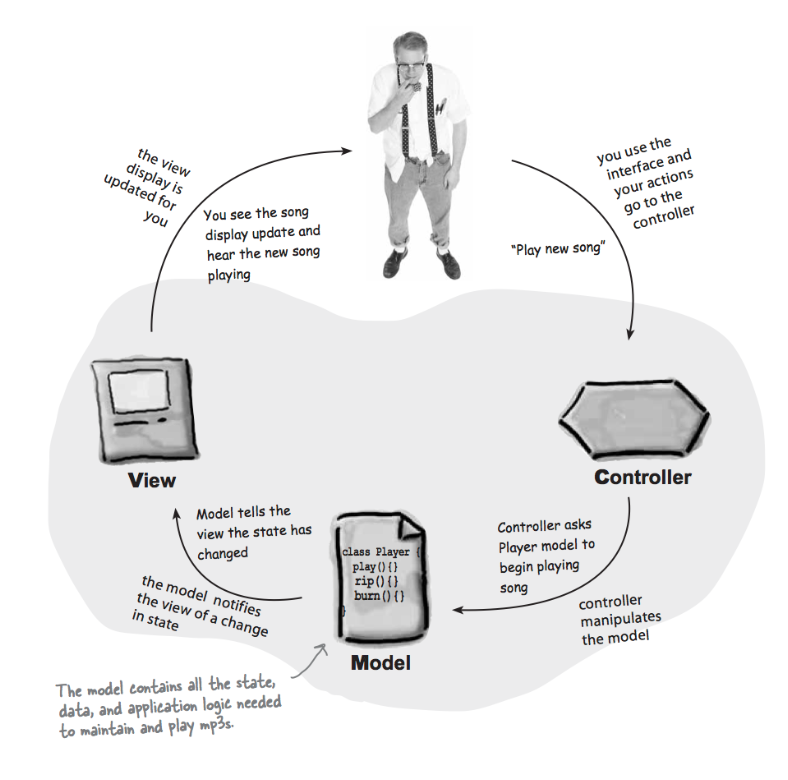 the view
display is
updated for
you
You see the song
display update and
hear the new song
playing
you use the
interface and
your actions
go to the
controller
“Play new song”
View
Controller
Model tells the
view the state has
changed
the model notifies
the view of a change
in state
class Player {
play(){}
rip(){}
burn(){}
}
Controller asks
Player model to
begin playing
song
controller
manipulates
the model
Model
The model contains all the state,
data, and application logic needed
to maintain and play mp3s.